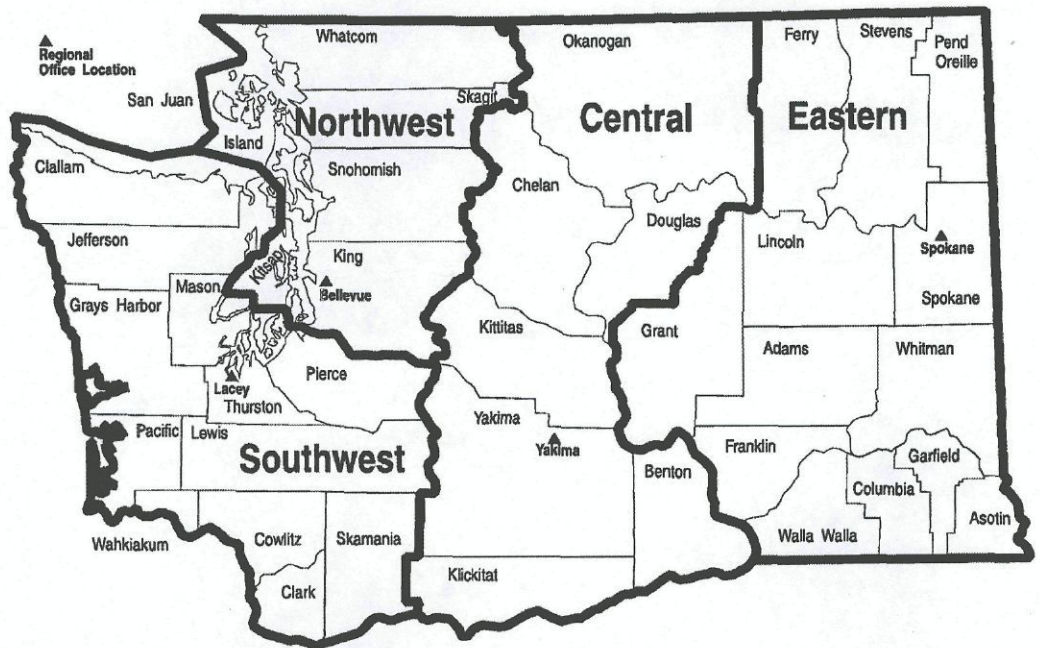 ▲
Regional
Office Location
Whatcom
Okanogan
Ferry
Stevens
Pend
Oreille
San Juan
Skagit
Northwest
Central
Eastern
Island
Clallam
Snohomish
Chelan
Douglas
Jefferson
Lincoln
▲
Spokane
King
Kitsap
Mason
▲
Bellevue
Grays Harbor
Spokane
Kittitas
Grant
Adams
Whitman
Pierce
▲
Lacey
Thurston
Yakima
▲
Yakima
Pacific
Lewis
Southwest
Franklin
Garfield
Benton
Columbia
Asotin
Wahkiakum
Cowlitz
Skamania
Walla Walla
Klickitat
Clark